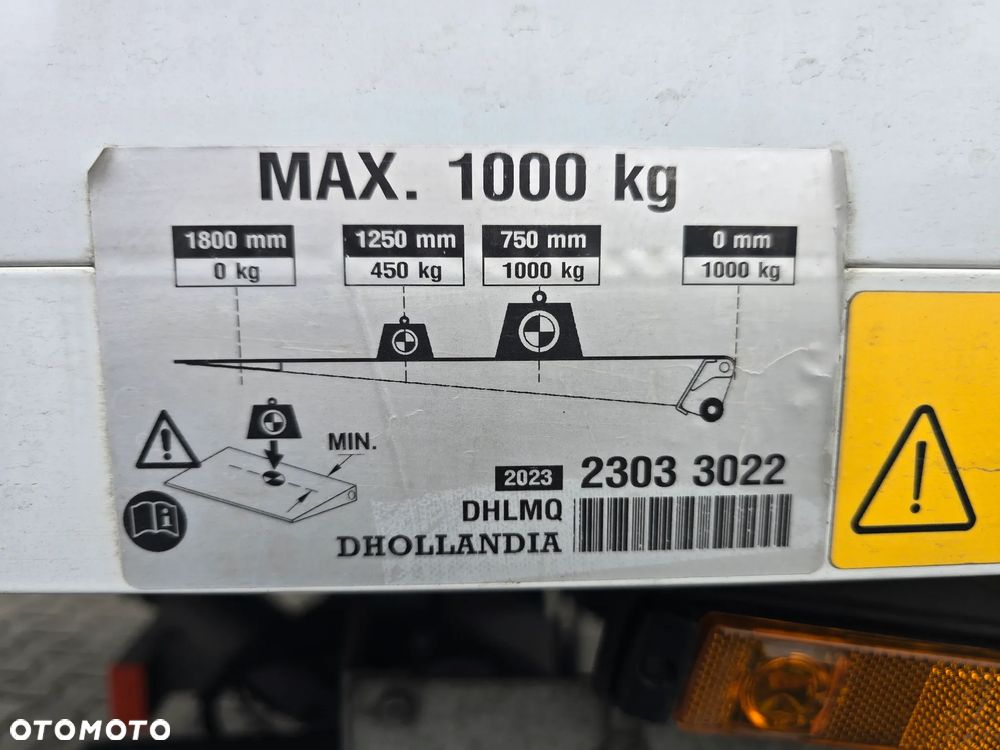 MAX. 1000 kg
1800 mm 1250 mm 750 mm 0 mm
0 kg 450 kg 1000 kg 1000 kg
MIN.
2023 2303 3022
DHLMQ
DHOLLANDIA
OTOMOTO